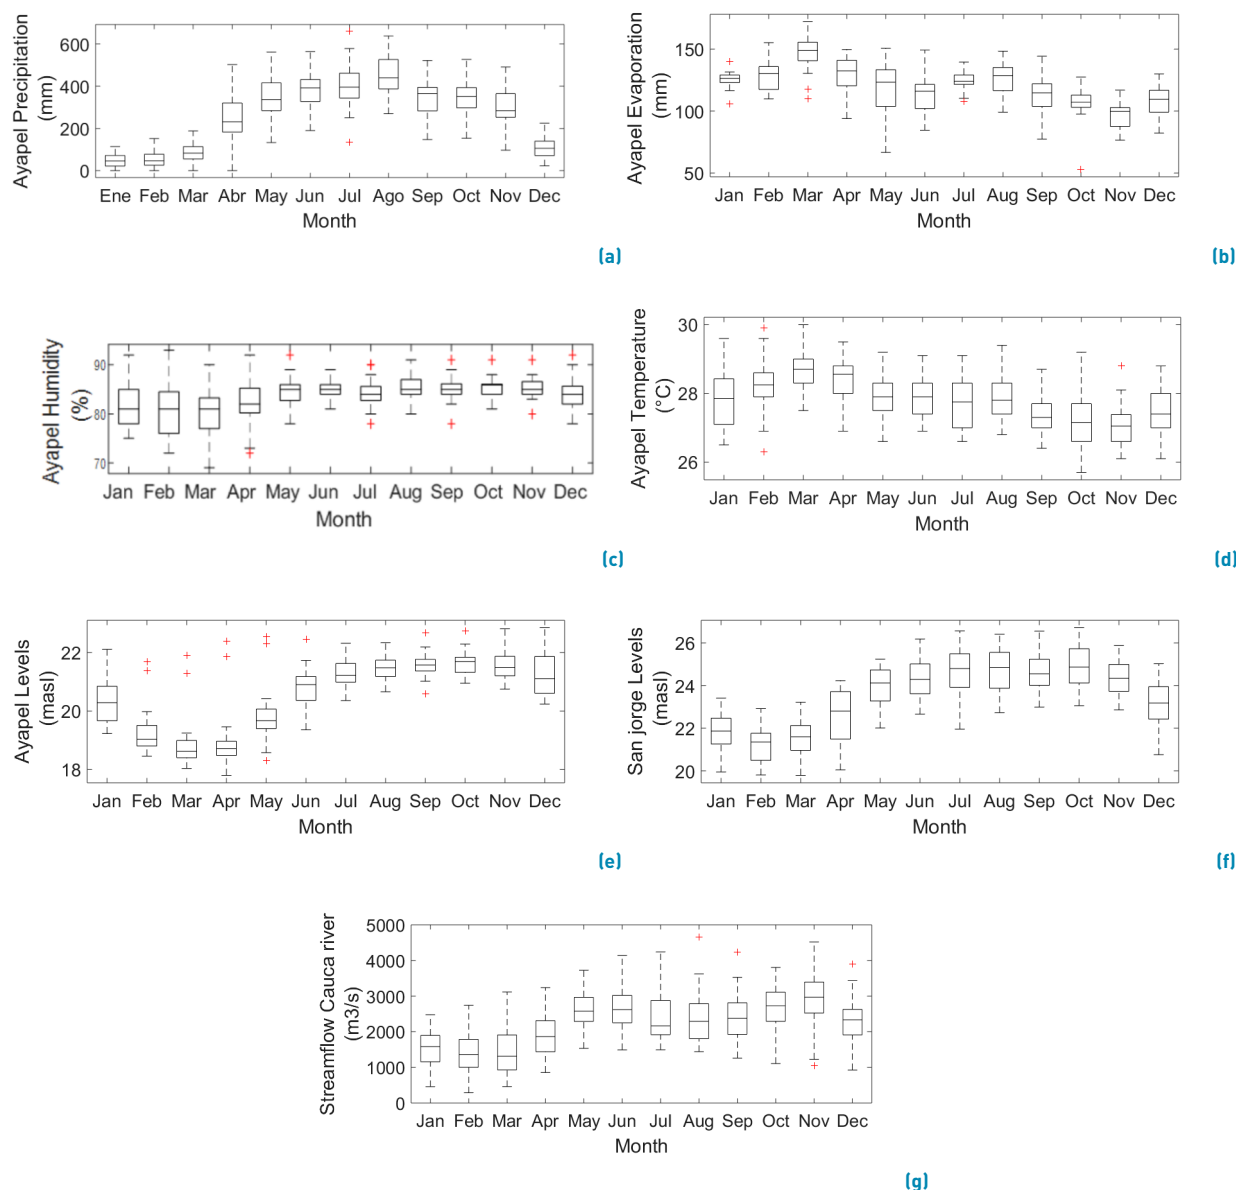 Ayapel Precipitation
(mm)
600
400
200
0
Ene Feb Mar Abr May Jun Jul Ago Sep Oct Nov Dec
Month
(a)
Ayapel Evaporation
(mm)
150
100
50
Jan Feb Mar Apr May Jun Jul Aug Sep Oct Nov Dec
Month
(b)
Ayapel Humidity
(%)
90
80
70
Jan Feb Mar Apr May Jun Jul Aug Sep Oct Nov Dec
Month
(c)
Ayapel Temperature
(°C)
30
28
26
Jan Feb Mar Apr May Jun Jul Aug Sep Oct Nov Dec
Month
(d)
Ayapel Levels
(masl)
22
20
18
Jan Feb Mar Apr May Jun Jul Aug Sep Oct Nov Dec
Month
(e)
San jorge Levels
(masl)
26
24
22
20
Jan Feb Mar Apr May Jun Jul Aug Sep Oct Nov Dec
Month
(f)
Streamflow Cauca river
(m3/s)
5000
4000
3000
2000
1000
0
Jan Feb Mar Apr May Jun Jul Aug Sep Oct Nov Dec
Month
(g)